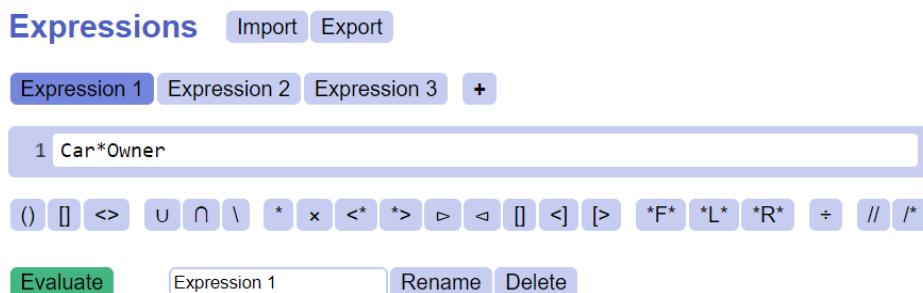 Expressions Import Export
Expression 1 Expression 2 Expression 3 +
1 Car*Owner
() [] <> ∪ ∩ \ * × <* *> ▹ ◃ [] <] [> *F* *L* *R* ÷ // /*
Evaluate Expression 1 Rename Delete